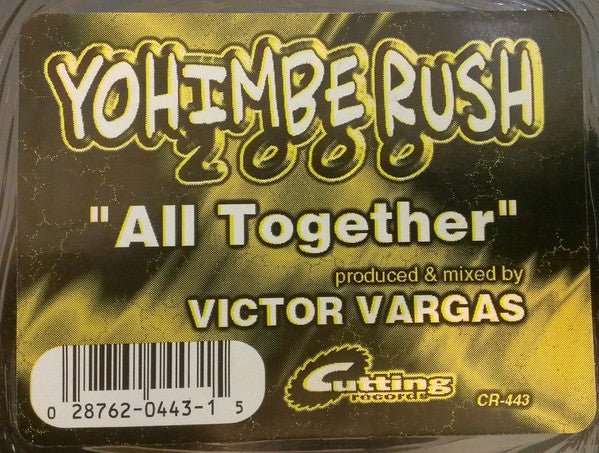 YOHIMBE RUSH
2000
"All Together"
produced & mixed by
VICTOR VARGAS
0 28762-0443-1 5
Cutting
records
CR-443